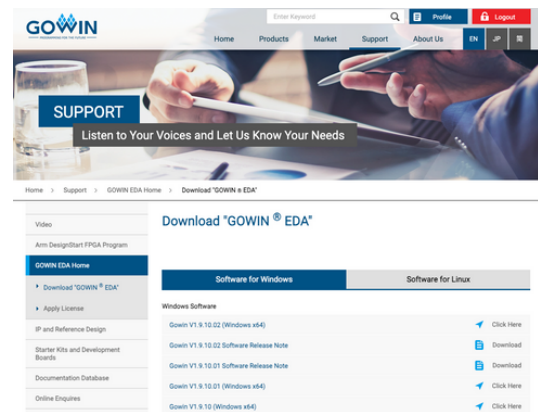 GOWIN
PROGRAMMING FOR THE FUTURE
Enter Keyword
Profile
Logout
Home Products Market Support About Us EN JP 简
SUPPORT
Listen to Your Voices and Let Us Know Your Needs
Home > Support > GOWIN EDA Home > Download "GOWIN ® EDA"
Video
Arm DesignStart FPGA Program
GOWIN EDA Home
Download "GOWIN ® EDA"
Apply License
IP and Reference Design
Starter Kits and Development
Boards
Documentation Database
Online Enquires
Download "GOWIN ® EDA"
Software for Windows Software for Linux
Windows Software
Gowin V1.9.10.02 (Windows x64) Click Here
Gowin V1.9.10.02 Software Release Note Download
Gowin V1.9.10.01 Software Release Note Download
Gowin V1.9.10.01 (Windows x64) Click Here
Gowin V1.9.10 (Windows x64) Click Here